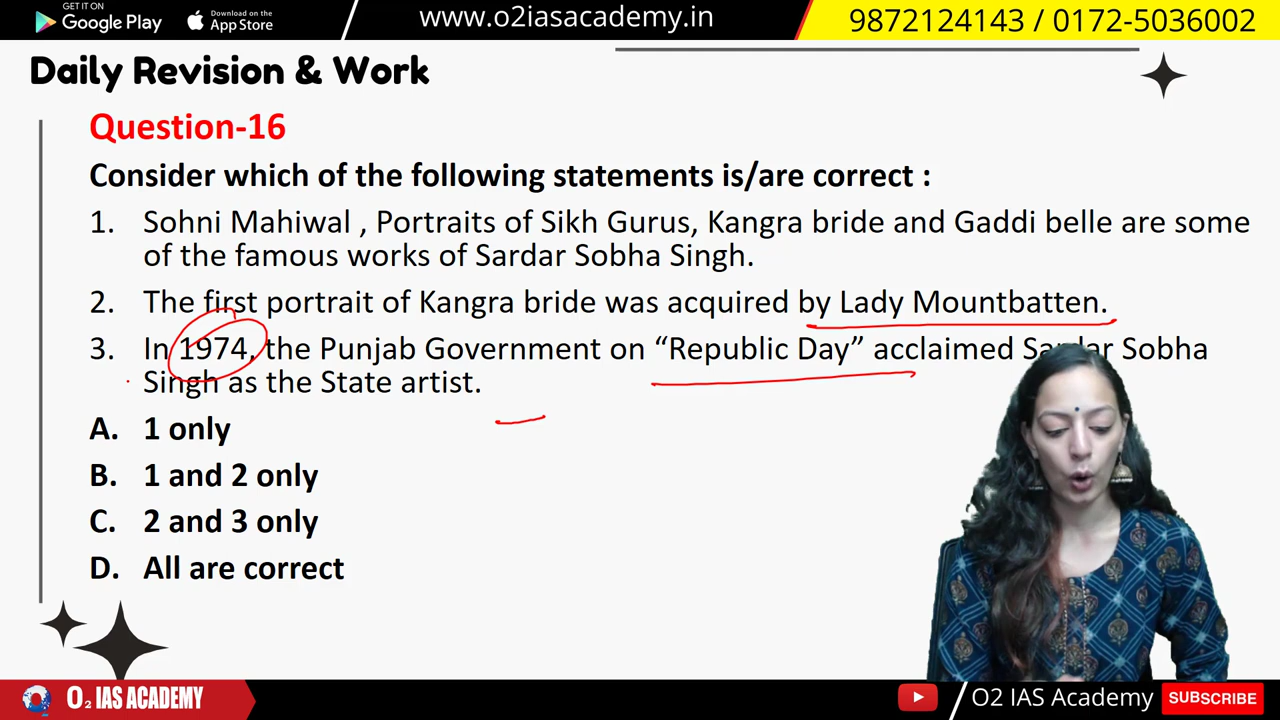 GET IT ON
Google Play
Download on the
App Store
www.o2iasacademy.in
9872124143 / 0172-5036002
Daily Revision & Work
Question-16
Consider which of the following statements is/are correct :
1. Sohni Mahiwal , Portraits of Sikh Gurus, Kangra bride and Gaddi belle are some
of the famous works of Sardar Sobha Singh.
2. The first portrait of Kangra bride was acquired by Lady Mountbatten.
3. In 1974, the Punjab Government on “Republic Day” acclaimed Sardar Sobha
Singh as the State artist.
A. 1 only
B. 1 and 2 only
C. 2 and 3 only
D. All are correct
O₂ IAS ACADEMY
O2 IAS Academy
SUBSCRIBE